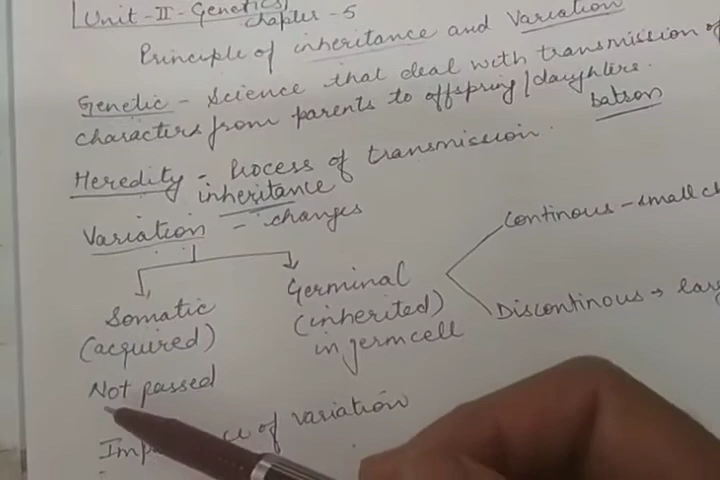 Unit-II-Genetics
Chapter-5
Principle of inheritance and Variation
Genetic - Science that deal with transmission of
characters from parents to offspring/daughters.
batson
Heredity - Process of transmission.
inheritance
Variation - changes
Continous - small
Somatic
(acquired)
Not passed
Germinal
(inherited)
in germcell
Discontinous →
of variation